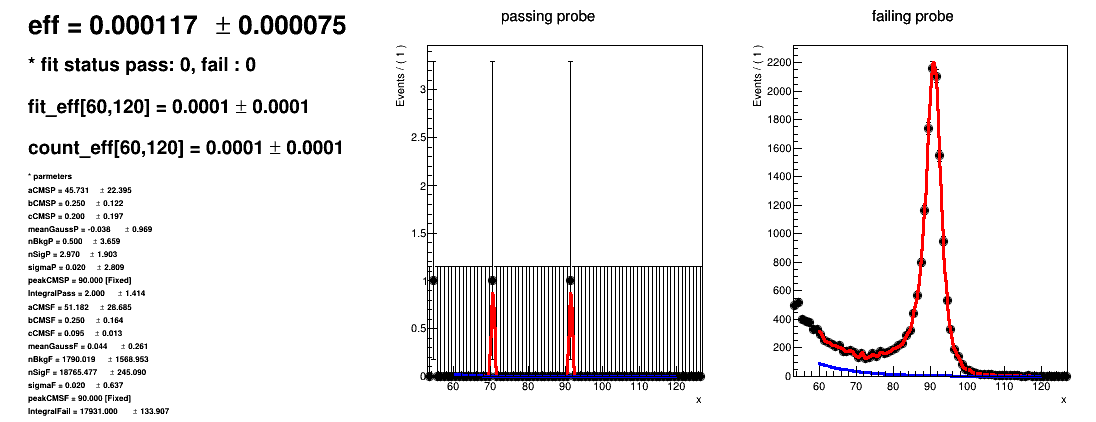 eff = 0.000117 ± 0.000075
* fit status pass: 0, fail : 0
fit_eff[60,120] = 0.0001 ± 0.0001
count_eff[60,120] = 0.0001 ± 0.0001
* parmeters
aCMSP = 45.731 ± 22.395
bCMSP = 0.250 ± 0.122
cCMSP = 0.200 ± 0.197
meanGaussP = -0.038 ± 0.969
nBkgP = 0.500 ± 3.659
nSigP = 2.970 ± 1.903
sigmaP = 0.020 ± 2.809
peakCMSP = 90.000 [Fixed]
IntegralPass = 2.000 ± 1.414
aCMSF = 51.182 ± 28.685
bCMSF = 0.250 ± 0.164
cCMSF = 0.095 ± 0.013
meanGaussF = 0.044 ± 0.261
nBkgF = 1790.019 ± 1568.953
nSigF = 18765.477 ± 245.090
sigmaF = 0.020 ± 0.637
peakCMSF = 90.000 [Fixed]
IntegralFail = 17931.000 ± 133.907
passing probe
Events / ( 1 )
3
2.5
2
1.5
1
0.5
0
60 70 80 90 100 110 120
x
failing probe
Events / ( 1 )
2200
2000
1800
1600
1400
1200
1000
800
600
400
200
0
60 70 80 90 100 110 120
x